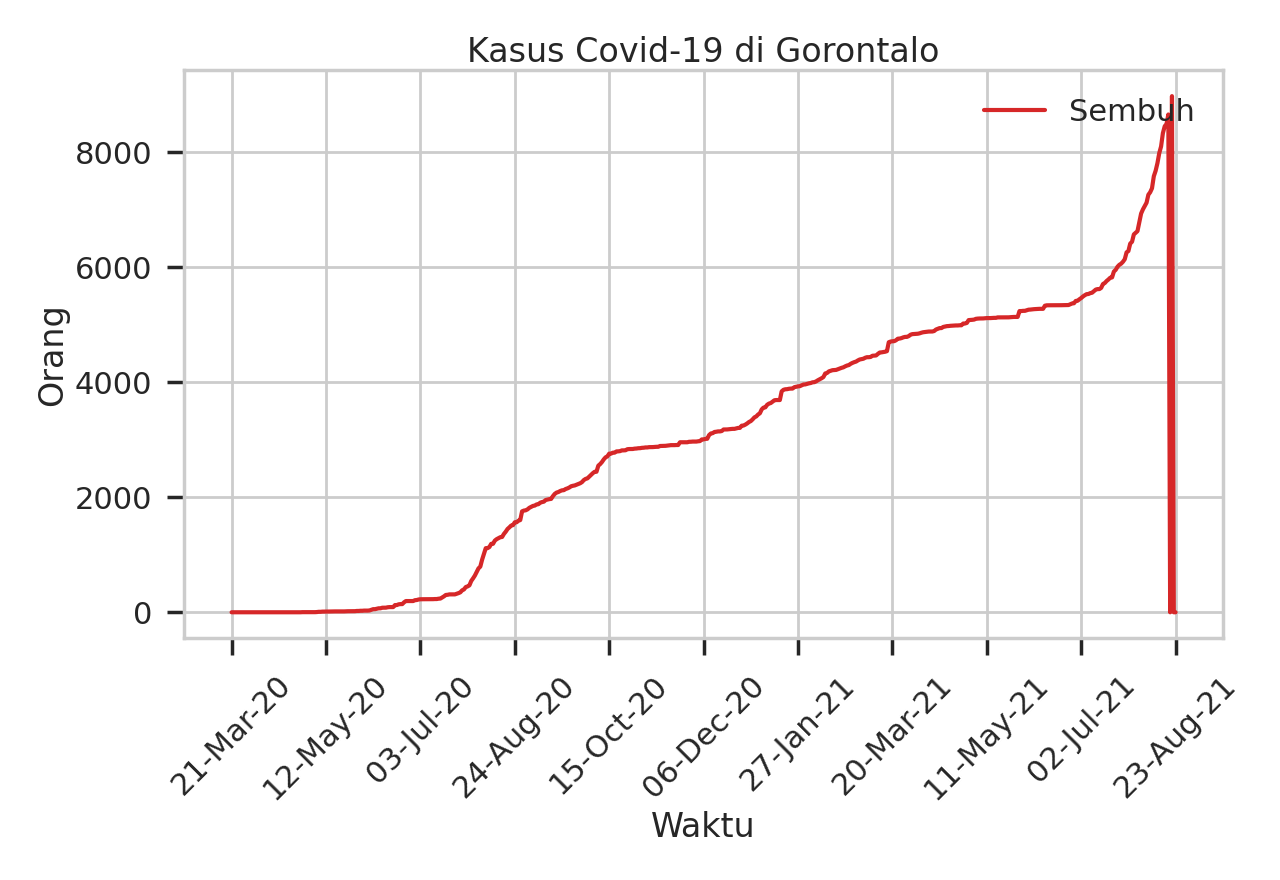 Kasus Covid-19 di Gorontalo
Sembuh
Orang
8000
6000
4000
2000
0
21-Mar-20
12-May-20
03-Jul-20
24-Aug-20
15-Oct-20
06-Dec-20
27-Jan-21
20-Mar-21
11-May-21
02-Jul-21
23-Aug-21
Waktu